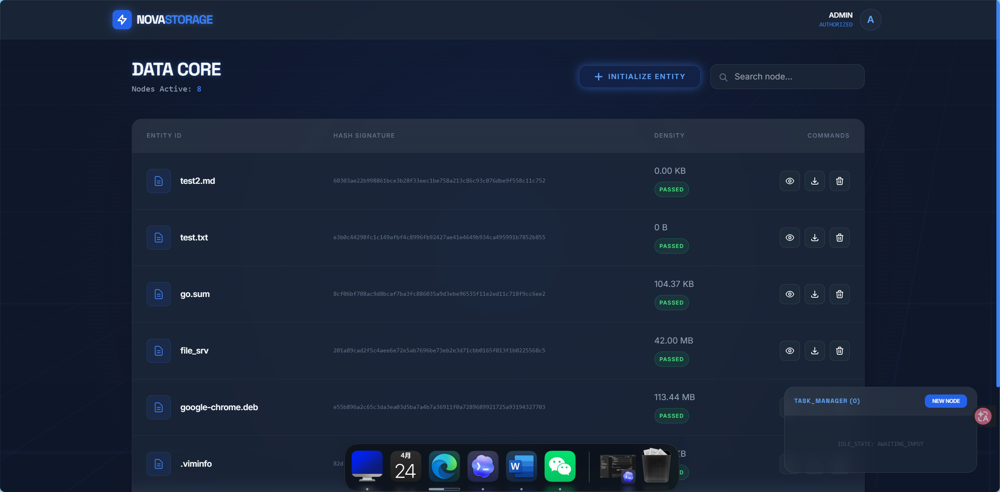 NOVASTORAGE
ADMIN
AUTHORIZED
A
DATA CORE
Nodes Active: 8
INITIALIZE ENTITY
Search node...
ENTITY ID HASH SIGNATURE DENSITY COMMANDS
test2.md 60303ae22b998861bce3b28f33eec1be758a213c86c93c076dbe9f558c11c752 0.00 KB
PASSED
test.txt e3b0c44298fc1c149afbf4c8996fb92427ae41e4649b934ca495991b7852b855 0 B
PASSED
go.sum 8cf06bf708ac9d8bcaf7ba3fc886035a9d3ebe96535f11e2ed11c718f9cc6ee2 104.37 KB
PASSED
file_srv 201a89cad2f5c4aee6e72e5ab7696be73eb2e3d71cbb0165f013f1b0225568c5 42.00 MB
PASSED
google-chrome.deb e55b896a2c65c3da3ea03d5ba7a4b7a36911f0a7289689921725a93194327703 113.44 MB
PASSED
TASK_MANAGER (0) NEW NODE
IDLE_STATE: AWAITING_INPUT
.viminfo 82d KB
D
4月
24
W